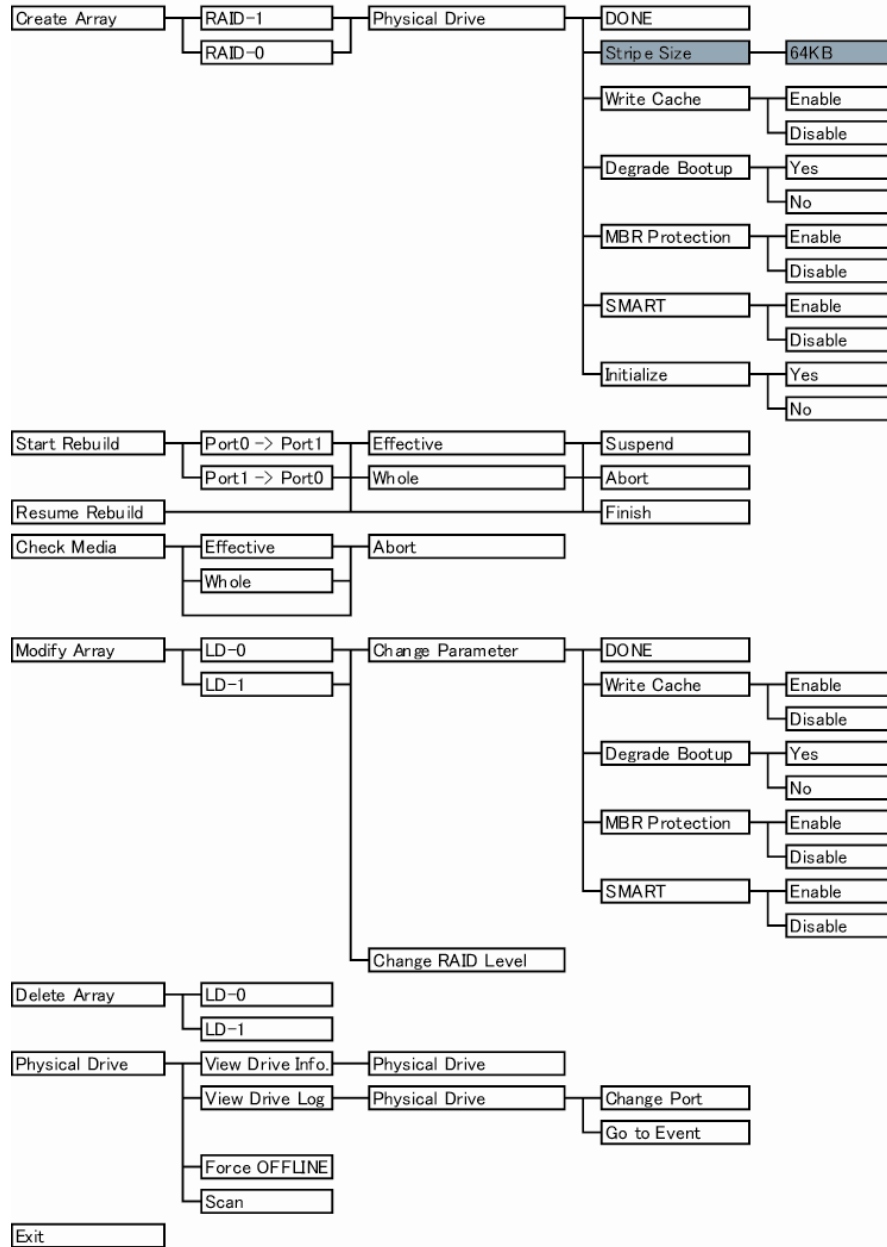 Create Array RAID-1 Physical Drive DONE
RAID-0 Stripe Size 64KB
Write Cache Enable
Disable
Degrade Bootup Yes
No
MBR Protection Enable
Disable
SMART Enable
Disable
Initialize Yes
No
Start Rebuild Port0 -> Port1 Effective Suspend
Port1 -> Port0 Whole Abort
Resume Rebuild Finish
Check Media Effective Abort
Whole
Modify Array LD-0 Change Parameter DONE
LD-1 Write Cache Enable
Disable
Degrade Bootup Yes
No
MBR Protection Enable
Disable
SMART Enable
Disable
Change RAID Level
Delete Array LD-0
LD-1
Physical Drive View Drive Info. Physical Drive
View Drive Log Physical Drive Change Port
Go to Event
Force OFFLINE
Scan
Exit